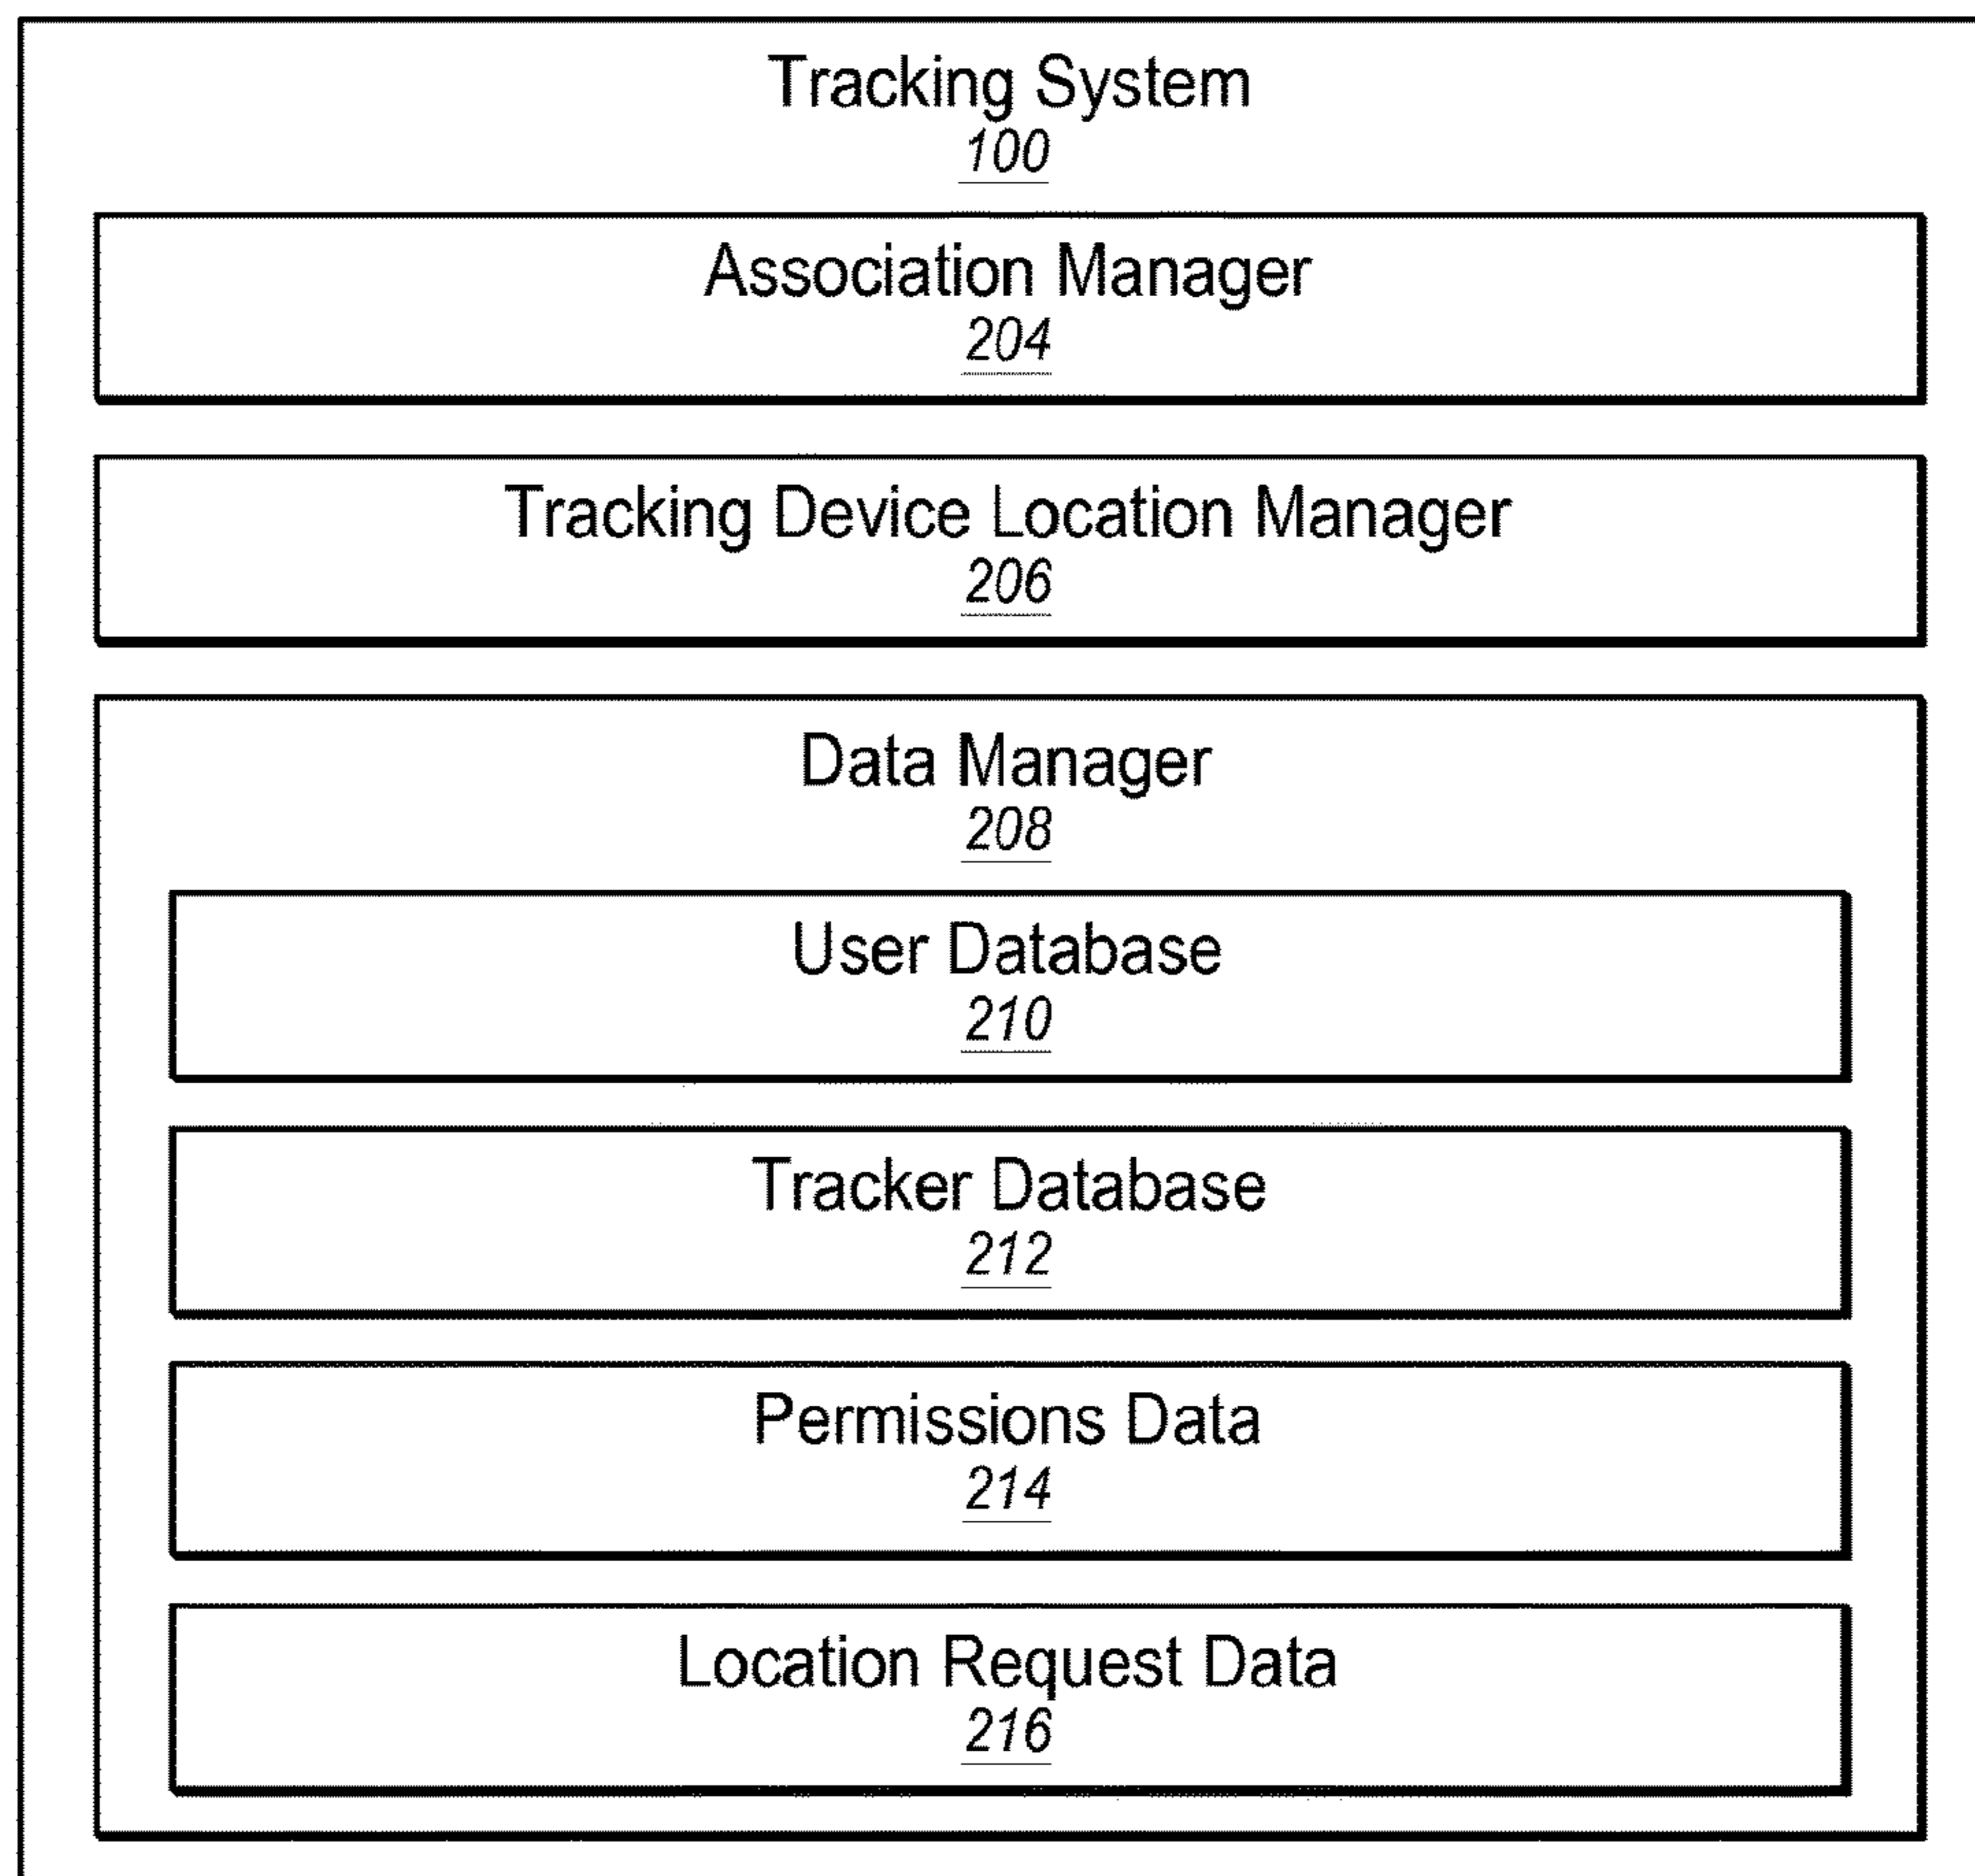 Tracking System
100
Association Manager
204
Tracking Device Location Manager
206
Data Manager
208
User Database
210
Tracker Database
212
Permissions Data
214
Location Request Data
216